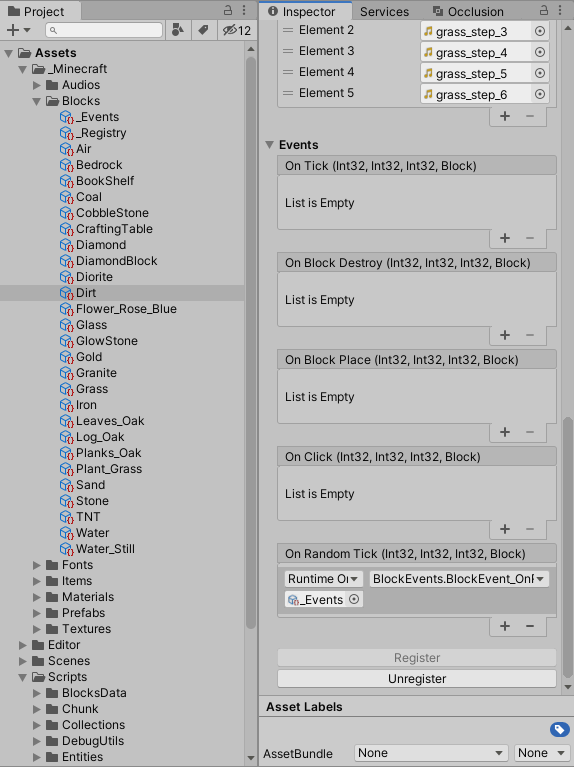 Project
12
Assets
_Minecraft
Audios
Blocks
_Events
_Registry
Air
Bedrock
BookShelf
Coal
CobbleStone
CraftingTable
Diamond
DiamondBlock
Diorite
Dirt
Flower_Rose_Blue
Glass
GlowStone
Gold
Granite
Grass
Iron
Leaves_Oak
Log_Oak
Planks_Oak
Plant_Grass
Sand
Stone
TNT
Water
Water_Still
Fonts
Items
Materials
Prefabs
Textures
Editor
Scenes
Scripts
BlocksData
Chunk
Collections
DebugUtils
Entities
Inspector
Services
Occlusion
Element 2 grass_step_3
Element 3 grass_step_4
Element 4 grass_step_5
Element 5 grass_step_6
Events
On Tick (Int32, Int32, Int32, Block)
List is Empty
On Block Destroy (Int32, Int32, Int32, Block)
List is Empty
On Block Place (Int32, Int32, Int32, Block)
List is Empty
On Click (Int32, Int32, Int32, Block)
List is Empty
On Random Tick (Int32, Int32, Int32, Block)
Runtime Or BlockEvents.BlockEvent_OnR
_Events
Register
Unregister
Asset Labels
AssetBundle None None